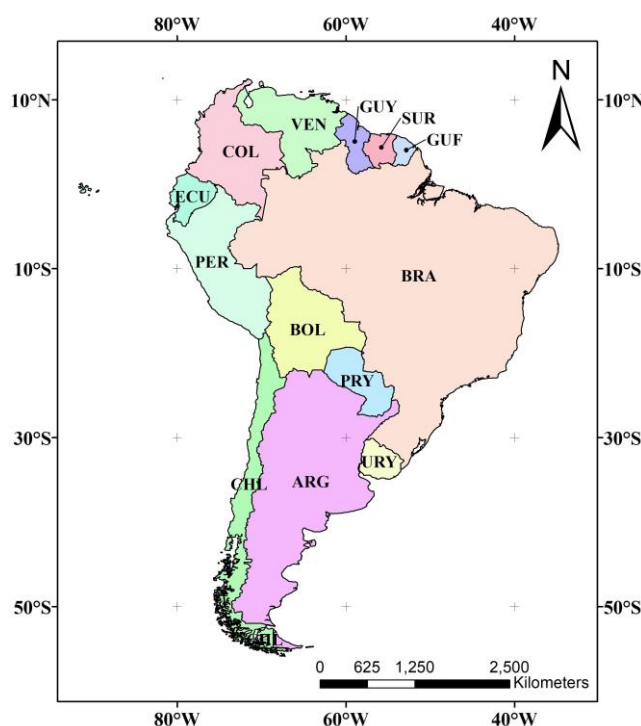 80°W 60°W 40°W
N
10°N
10°N
GUY
VEN
SUR
COL
GUF
ECU
PER
10°S
BRA
10°S
BOL
PRY
30°S
30°S
URY
CHL
ARG
50°S
50°S
0 625 1,250 2,500
Kilometers
80°W 60°W 40°W